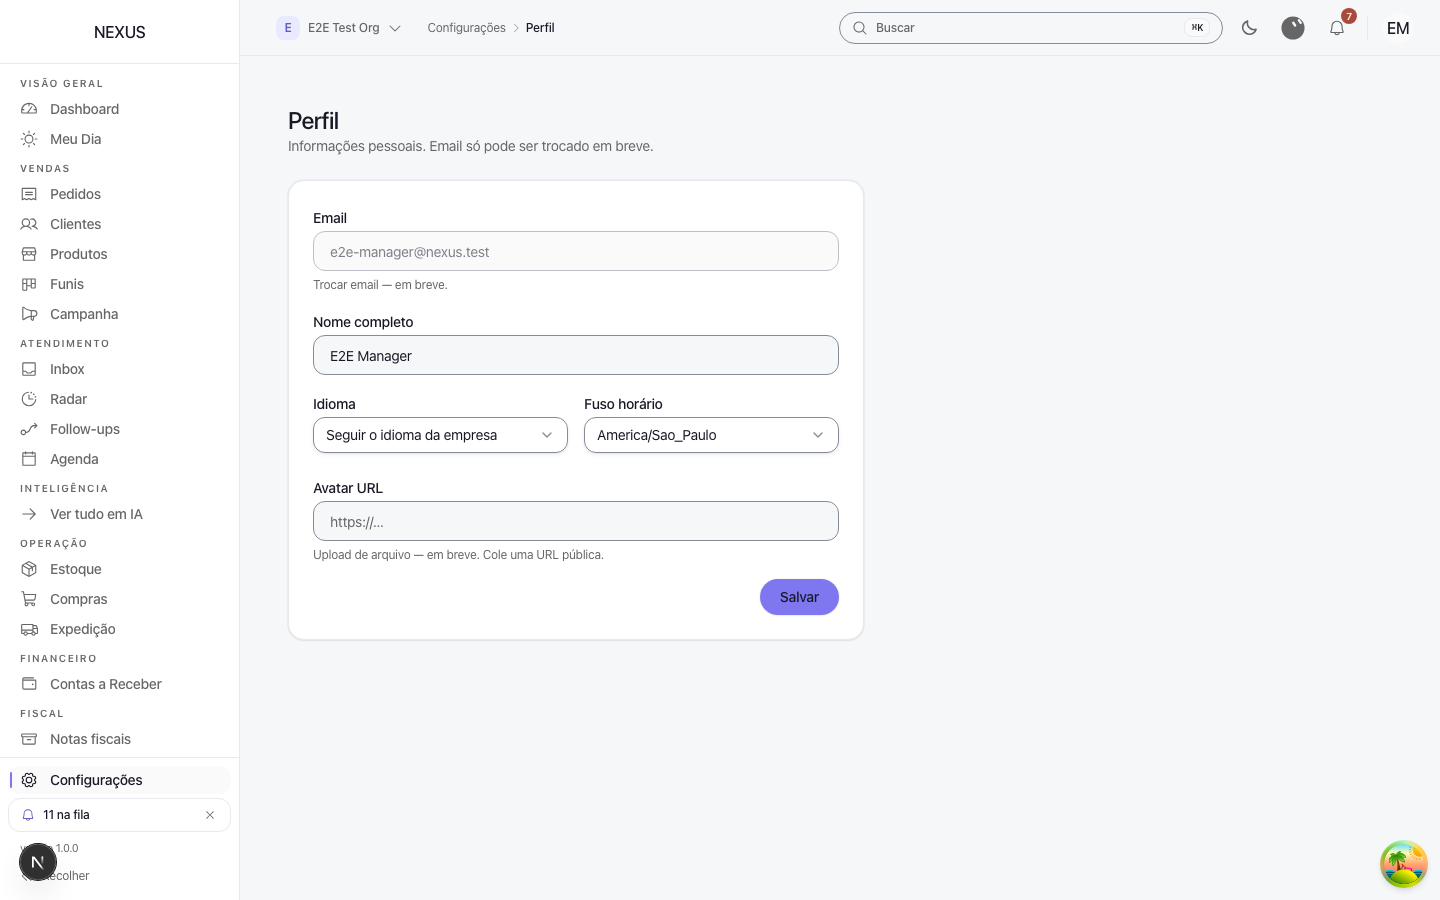 NEXUS
E
E2E Test Org
Configurações
Perfil
Buscar
⌘K
7
EM
VISÃO GERAL
Dashboard
Meu Dia
VENDAS
Pedidos
Clientes
Produtos
Funis
Campanha
ATENDIMENTO
Inbox
Radar
Follow-ups
Agenda
INTELIGÊNCIA
Ver tudo em IA
OPERAÇÃO
Estoque
Compras
Expedição
FINANCEIRO
Contas a Receber
FISCAL
Notas fiscais
Configurações
11 na fila
1.0.0
N
Perfil
Informações pessoais. Email só pode ser trocado em breve.
Email
e2e-manager@nexus.test
Trocar email — em breve.
Nome completo
E2E Manager
Idioma
Fuso horário
Seguir o idioma da empresa
America/Sao_Paulo
Avatar URL
https://...
Upload de arquivo — em breve. Cole uma URL pública.
Salvar